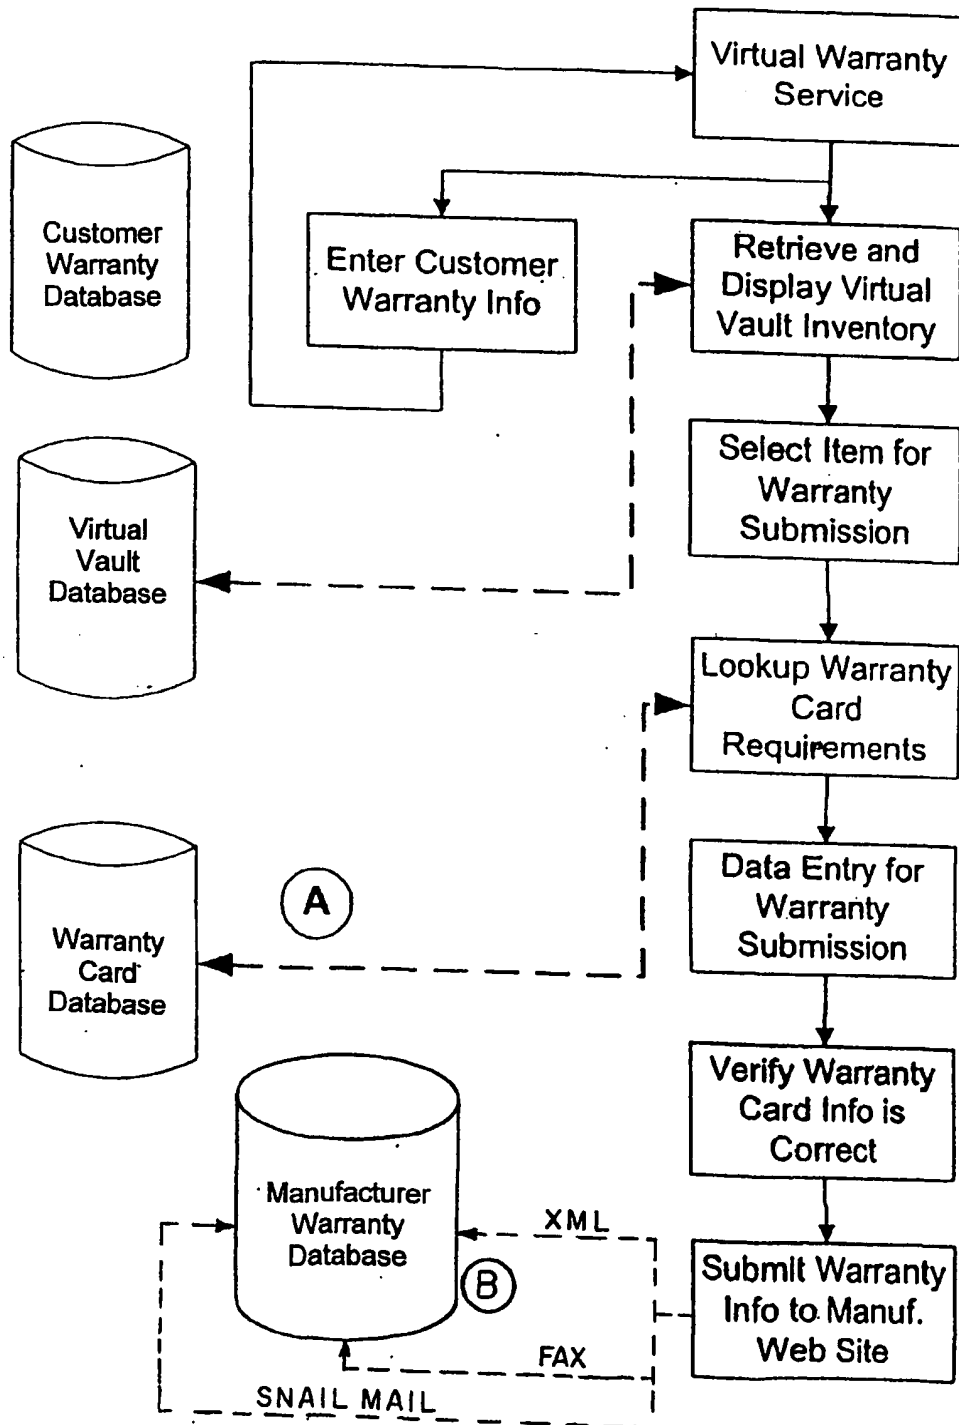 Virtual Warranty
Service
Customer
Warranty
Database
Enter Customer
Warranty Info
Retrieve and
Display Virtual
Vault Inventory
Select Item for
Warranty
Submission
Virtual
Vault
Database
Lookup Warranty
Card
Requirements
A
Data Entry for
Warranty
Submission
Warranty
Card
Database
Verify Warranty
Card Info is
Correct
Manufacturer
Warranty
Database
XML
B
Submit Warranty
Info to Manuf.
Web Site
FAX
SNAIL MAIL